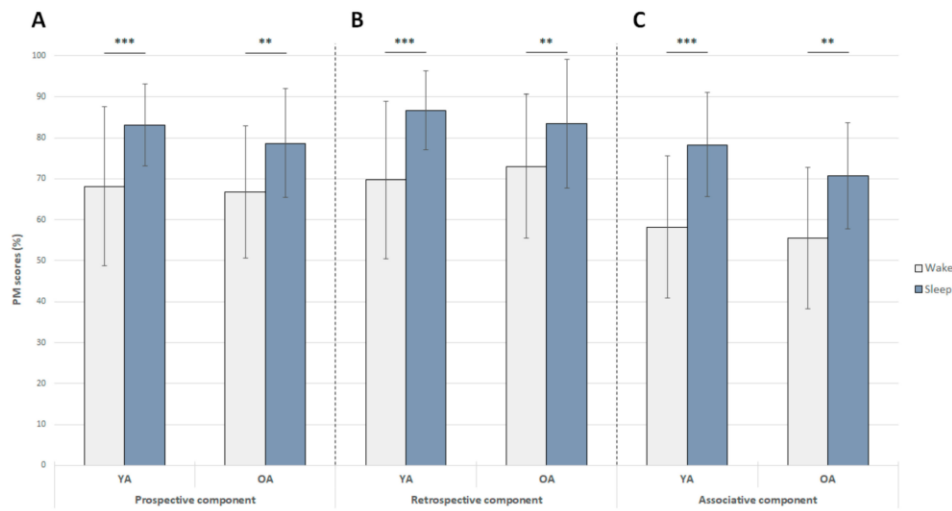 A
B
C
*** ** *** ** *** **
100
90
80
70
60
50
40
30
20
10
0
PM scores (%)
Wake
Sleep
YA OA YA OA YA OA
Prospective component Retrospective component Associative component